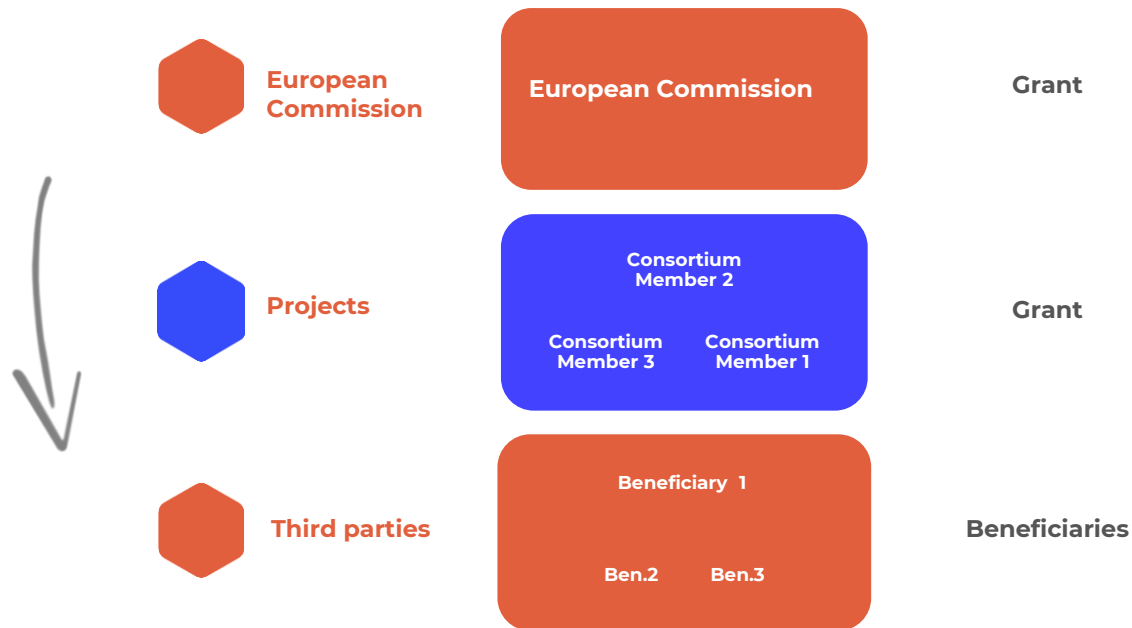 European
Commission
European Commission
Grant
Projects
Consortium
Member 2
Consortium
Member 3
Consortium
Member 1
Grant
Third parties
Beneficiary 1
Ben.2
Ben.3
Beneficiaries